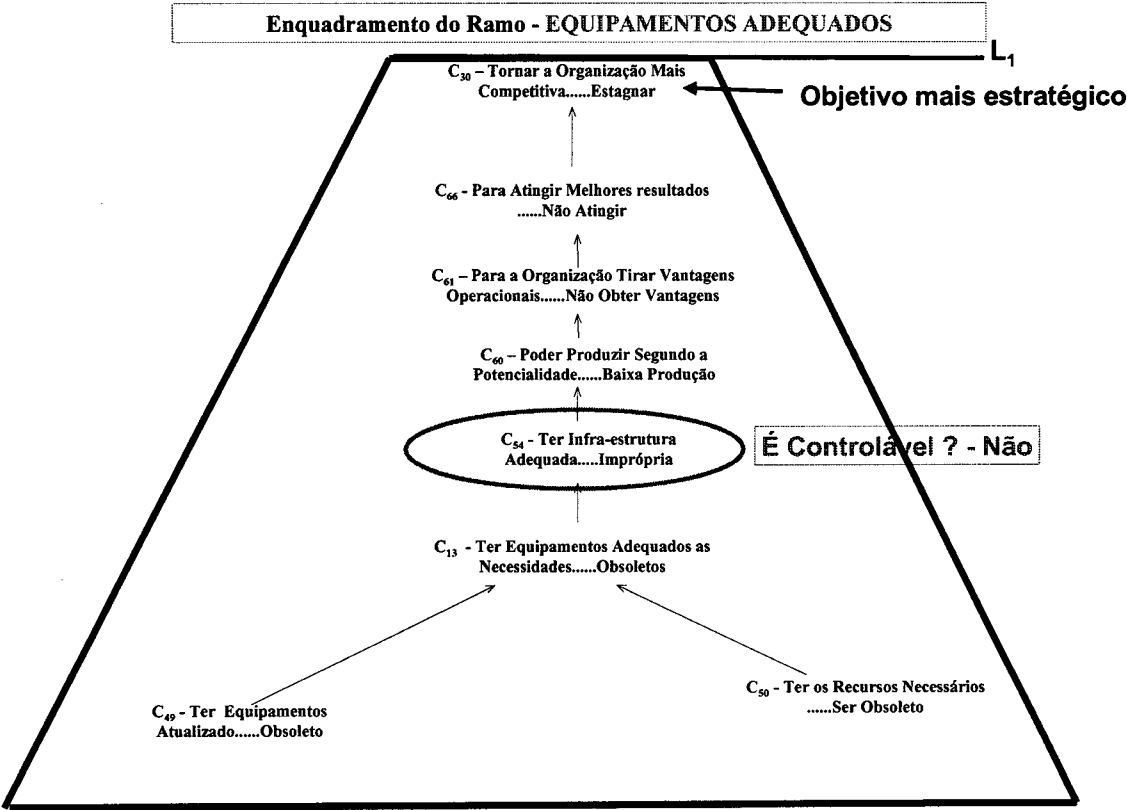 Enquadramento do Ramo - EQUIPAMENTOS ADEQUADOS
L₁
C₃₀ – Tornar a Organização Mais
Competitiva......Estagnar
Objetivo mais estratégico
C₆₆ - Para Atingir Melhores resultados
......Não Atingir
C₆₁ – Para a Organização Tirar Vantagens
Operacionais......Não Obter Vantagens
C₆₀ – Poder Produzir Segundo a
Potencialidade......Baixa Produção
C₅₄ - Ter Infra-estrutura
Adequada.....Imprópria
É Controlável ? - Não
C₁₃ - Ter Equipamentos Adequados as
Necessidades......Obsoletos
C₅₀ - Ter os Recursos Necessários
......Ser Obsoleto
C₄₉ - Ter Equipamentos
Atualizado......Obsoleto